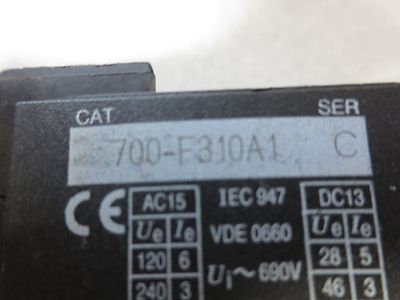 CAT SER
700-F310A1 C
CE AC15 IEC 947 DC13
Ue Ie VDE 0660 Ue Ie
120 6 Ui~690V 28 5
240 3 46 3